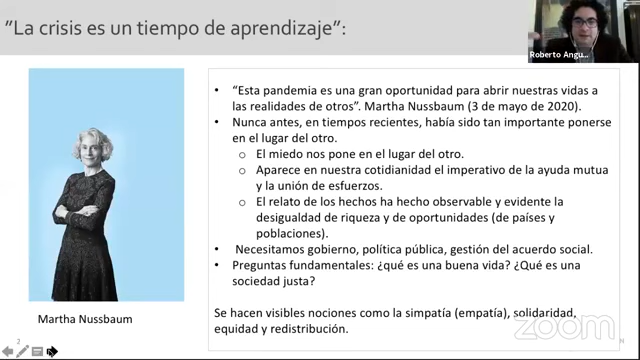 "La crisis es un tiempo de aprendizaje":
Roberto Angu...
• "Esta pandemia es una gran oportunidad para abrir nuestras vidas a
las realidades de otros". Martha Nussbaum (3 de mayo de 2020).
• Nunca antes, en tiempos recientes, había sido tan importante ponerse
en el lugar del otro.
o El miedo nos pone en el lugar del otro.
o Aparece en nuestra cotidianidad el imperativo de la ayuda mutua
y la unión de esfuerzos.
o El relato de los hechos ha hecho observable y evidente la
desigualdad de riqueza y de oportunidades (de países y
poblaciones).
• Necesitamos gobierno, política pública, gestión del acuerdo social.
• Preguntas fundamentales: ¿qué es una buena vida? ¿Qué es una
sociedad justa?
Se hacen visibles nociones como la simpatía (empatía), solidaridad,
equidad y redistribución.
Martha Nussbaum
2
zoom